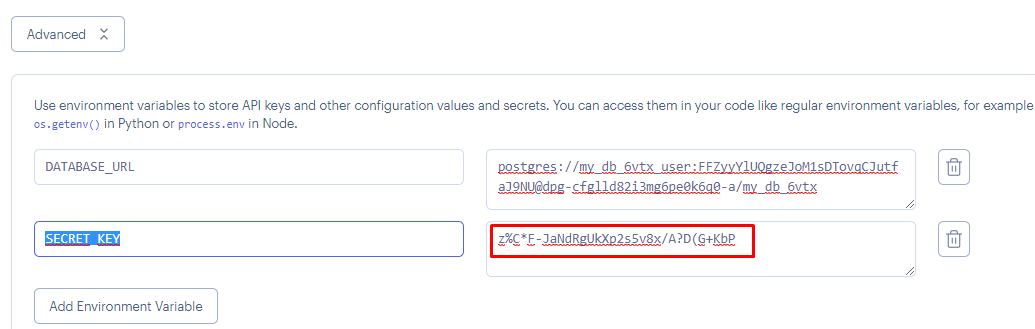 Advanced
Use environment variables to store API keys and other configuration values and secrets. You can access them in your code like regular environment variables, for example
os.getenv() in Python or process.env in Node.
DATABASE_URL
postgres://my_db_6vtx_user:FFZyyYlUQgzeJoM1sDTovqCJutf
aJ9NU@dpg-cfglld82i3mg6pe0k6q0-a/my_db_6vtx
SECRET_KEY
z%C*F-JaNdRgUkXp2s5v8x/A?D(G+KbP
Add Environment Variable